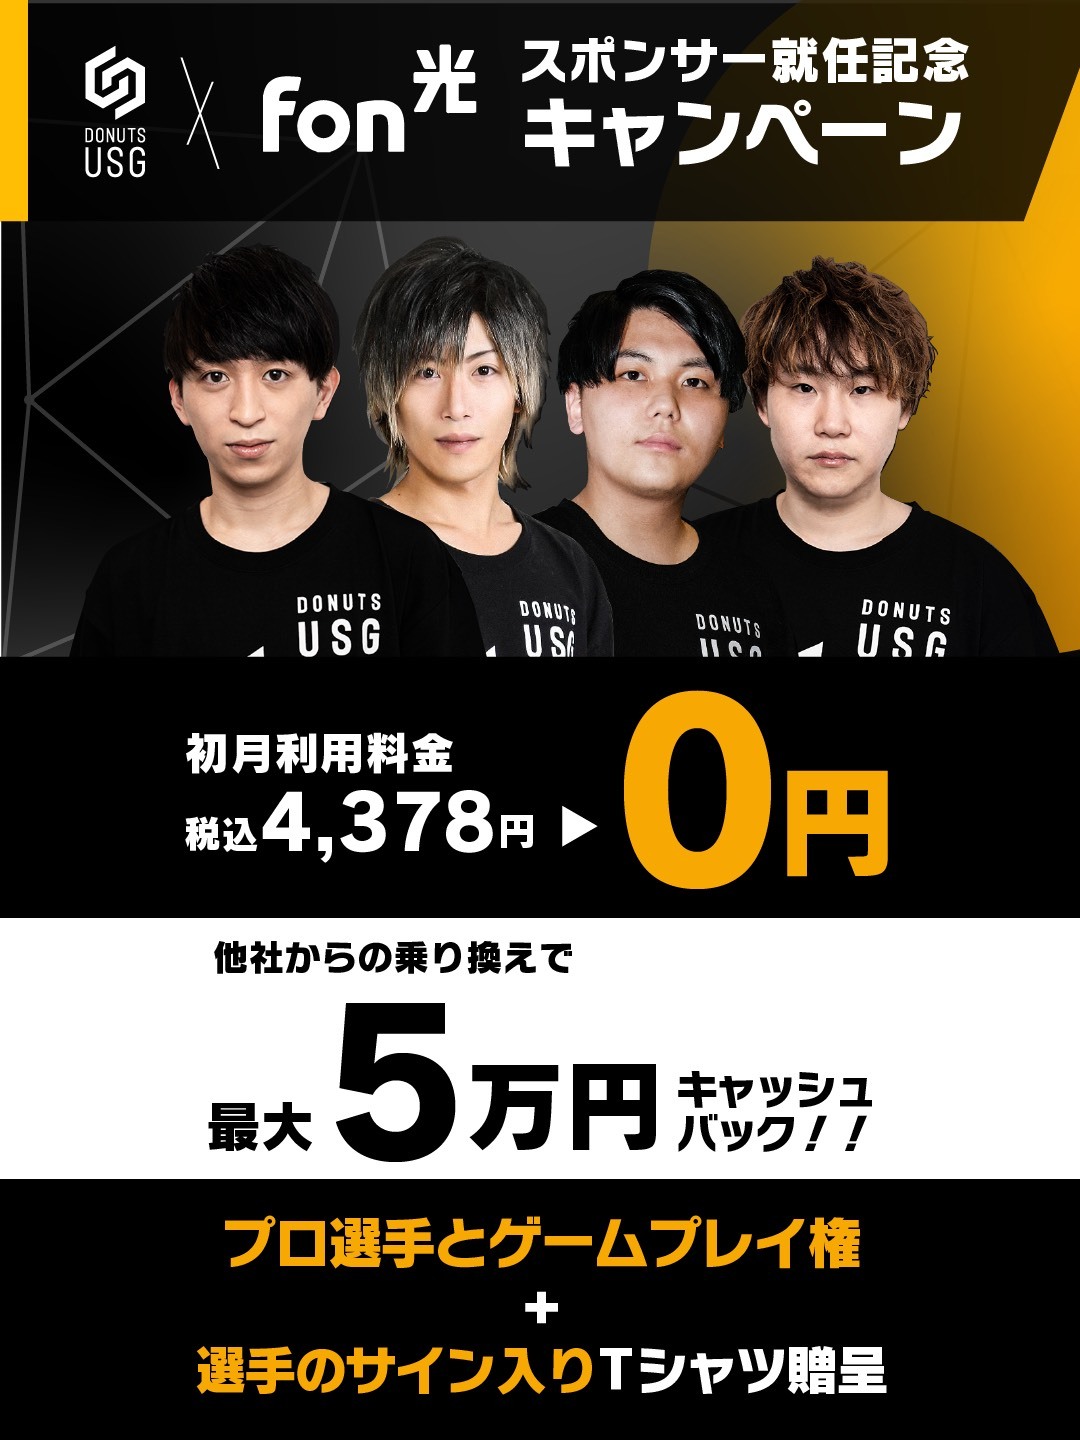 DONUTS
USG
fon光
スポンサー就任記念
キャンペーン
DONUTS
USG
DONUTS
USG
DONUTS
USG
DONUTS
USG
初月利用料金
税込4,378円▶0円
他社からの乗り換えで
最大5万円キャッシュ
バック！！
プロ選手とゲームプレイ権
+
選手のサイン入りTシャツ贈呈